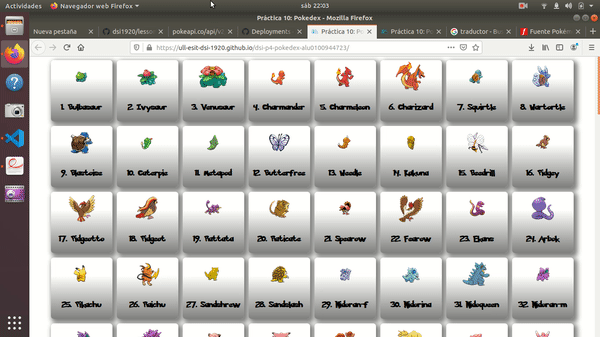 Actividades Navegador web Firefox sáb 22:03
Práctica 10: Pokedex - Mozilla Firefox
Nueva pestaña dsi1920/lesso pokeapi.co/api/v2 Deployments Práctica 10: Po Práctica 10: Po traductor - Bus Fuente Pokém
https://ull-esit-dsi-1920.github.io/dsi-p4-pokedex-alu0100944723/
1. Bulbasaur 2. Ivysaur 3. Venusaur 4. Charmander 5. Charmeleon 6. Charizard 7. Squirtle 8. Wartortle
9. Blastoise 10. Caterpie 11. Metapod 12. Butterfree 13. Weedle 14. Kakuna 15. Beedrill 16. Pidgey
17. Pidgeotto 18. Pidgeot 19. Rattata 20. Raticate 21. Spearow 22. Fearow 23. Ekans 24. Arbok
25. Pikachu 26. Raichu 27. Sandshrew 28. Sandslash 29. Nidoran-f 30. Nidorina 31. Nidoqueen 32. Nidoran-m